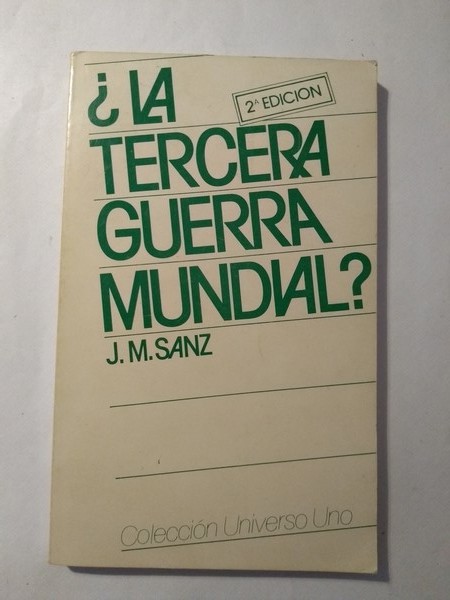 ¿LA
2ª EDICION
TERCERA
GUERRA
MUNDIAL?
J.M.SANZ
Colección Universo Uno